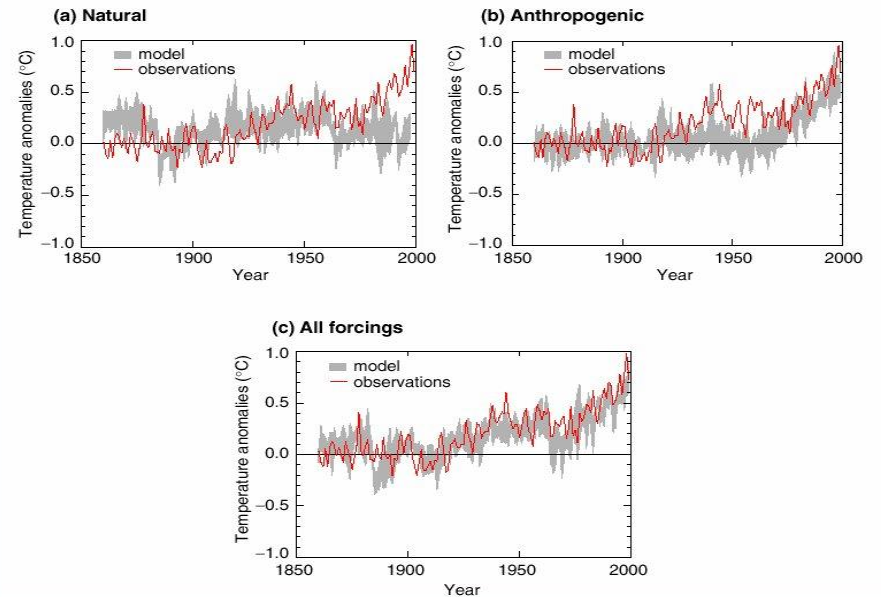 (a) Natural
1.0
0.5
0.0
−0.5
−1.0
Temperature anomalies (°C)
model
observations
1850 1900 1950 2000
Year
(b) Anthropogenic
1.0
0.5
0.0
−0.5
−1.0
Temperature anomalies (°C)
model
observations
1850 1900 1950 2000
Year
(c) All forcings
1.0
0.5
0.0
−0.5
−1.0
Temperature anomalies (°C)
model
observations
1850 1900 1950 2000
Year